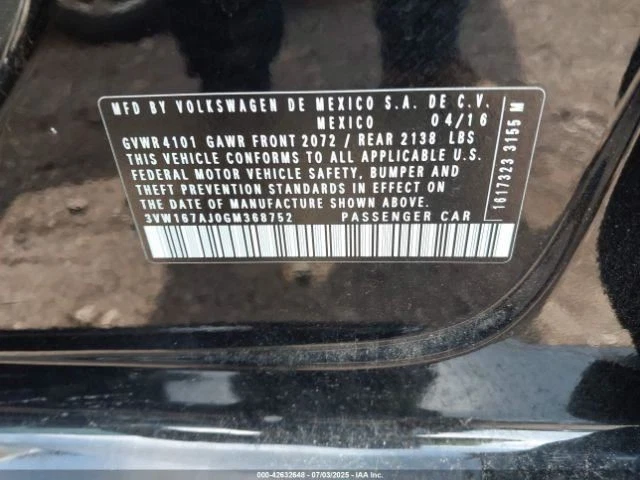 MFD BY VOLKSWAGEN DE MEXICO S.A. DE C.V.
MEXICO 04/16
GVWR 4101 GAWR FRONT 2072 / REAR 2138 LBS
THIS VEHICLE CONFORMS TO ALL APPLICABLE U.S.
FEDERAL MOTOR VEHICLE SAFETY, BUMPER AND
THEFT PREVENTION STANDARDS IN EFFECT ON
THE DATE OF MANUFACTURE SHOWN ABOVE.
3VW167AJ0GM368752 PASSENGER CAR
1617323 3155 M
000-42632648 - 07/03/2025 - IAAI.COM